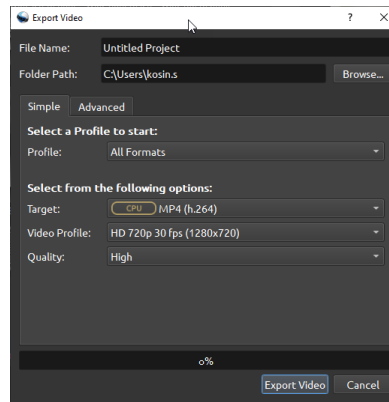 Export Video ? ×
File Name: Untitled Project
Folder Path: C:\Users\kosin.s Browse...
Simple Advanced
Select a Profile to start:
Profile: All Formats
Select from the following options:
Target: CPU MP4 (h.264)
Video Profile: HD 720p 30 fps (1280x720)
Quality: High
0%
Export Video Cancel